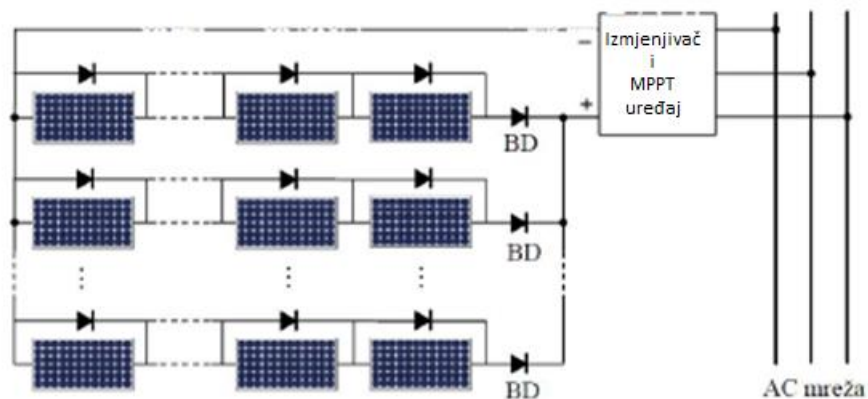 −
Izmjenjivač
i
MPPT
uređaj
+
BD
BD
BD
AC mreža